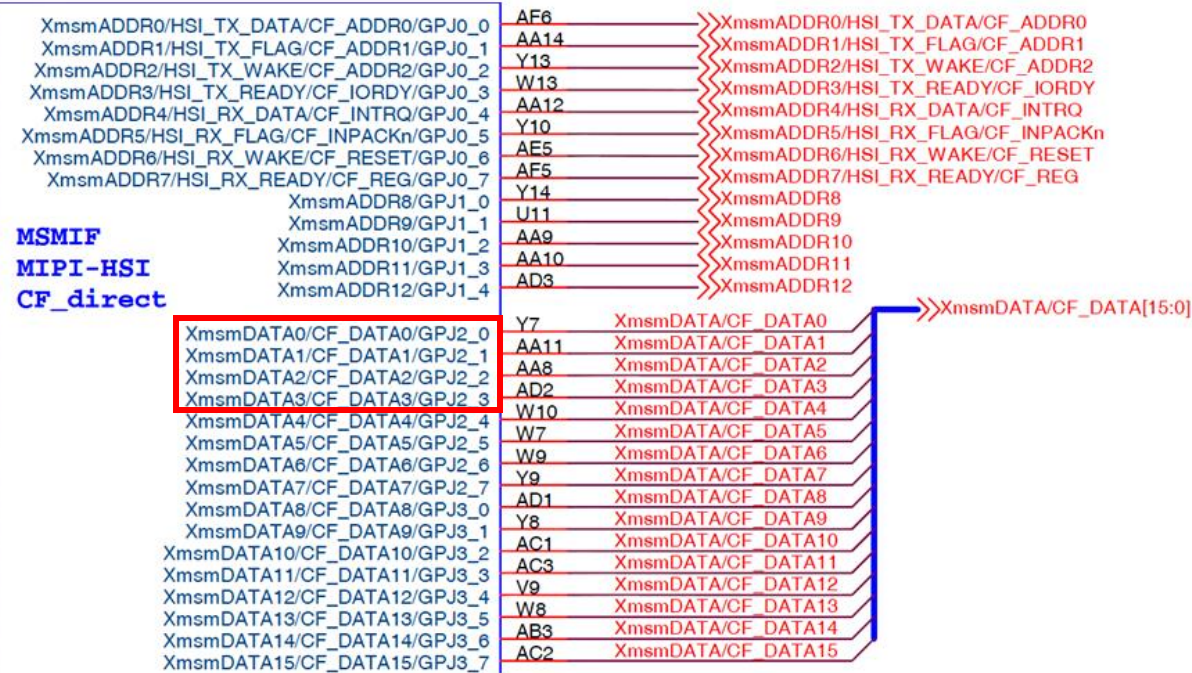 XmsmADDR0/HSI_TX_DATA/CF_ADDR0/GPJ0_0 AF6 XmsmADDR0/HSI_TX_DATA/CF_ADDR0
XmsmADDR1/HSI_TX_FLAG/CF_ADDR1/GPJ0_1 AA14 XmsmADDR1/HSI_TX_FLAG/CF_ADDR1
XmsmADDR2/HSI_TX_WAKE/CF_ADDR2/GPJ0_2 Y13 XmsmADDR2/HSI_TX_WAKE/CF_ADDR2
XmsmADDR3/HSI_TX_READY/CF_IORDY/GPJ0_3 W13 XmsmADDR3/HSI_TX_READY/CF_IORDY
XmsmADDR4/HSI_RX_DATA/CF_INTRQ/GPJ0_4 AA12 XmsmADDR4/HSI_RX_DATA/CF_INTRQ
XmsmADDR5/HSI_RX_FLAG/CF_INPACKn/GPJ0_5 Y10 XmsmADDR5/HSI_RX_FLAG/CF_INPACKn
XmsmADDR6/HSI_RX_WAKE/CF_RESET/GPJ0_6 AE5 XmsmADDR6/HSI_RX_WAKE/CF_RESET
XmsmADDR7/HSI_RX_READY/CF_REG/GPJ0_7 AF5 XmsmADDR7/HSI_RX_READY/CF_REG
XmsmADDR8/GPJ1_0 Y14 XmsmADDR8
XmsmADDR9/GPJ1_1 U11 XmsmADDR9
MSMIF XmsmADDR10/GPJ1_2 AA9 XmsmADDR10
MIPI-HSI XmsmADDR11/GPJ1_3 AA10 XmsmADDR11
CF_direct XmsmADDR12/GPJ1_4 AD3 XmsmADDR12
XmsmDATA/CF_DATA[15:0]
XmsmDATA0/CF_DATA0/GPJ2_0 Y7 XmsmDATA/CF_DATA0
XmsmDATA1/CF_DATA1/GPJ2_1 AA11 XmsmDATA/CF_DATA1
XmsmDATA2/CF_DATA2/GPJ2_2 AA8 XmsmDATA/CF_DATA2
XmsmDATA3/CF_DATA3/GPJ2_3 AD2 XmsmDATA/CF_DATA3
XmsmDATA4/CF_DATA4/GPJ2_4 W10 XmsmDATA/CF_DATA4
XmsmDATA5/CF_DATA5/GPJ2_5 W7 XmsmDATA/CF_DATA5
XmsmDATA6/CF_DATA6/GPJ2_6 W9 XmsmDATA/CF_DATA6
XmsmDATA7/CF_DATA7/GPJ2_7 Y9 XmsmDATA/CF_DATA7
XmsmDATA8/CF_DATA8/GPJ3_0 AD1 XmsmDATA/CF_DATA8
XmsmDATA9/CF_DATA9/GPJ3_1 Y8 XmsmDATA/CF_DATA9
XmsmDATA10/CF_DATA10/GPJ3_2 AC1 XmsmDATA/CF_DATA10
XmsmDATA11/CF_DATA11/GPJ3_3 AC3 XmsmDATA/CF_DATA11
XmsmDATA12/CF_DATA12/GPJ3_4 V9 XmsmDATA/CF_DATA12
XmsmDATA13/CF_DATA13/GPJ3_5 W8 XmsmDATA/CF_DATA13
XmsmDATA14/CF_DATA14/GPJ3_6 AB3 XmsmDATA/CF_DATA14
XmsmDATA15/CF_DATA15/GPJ3_7 AC2 XmsmDATA/CF_DATA15